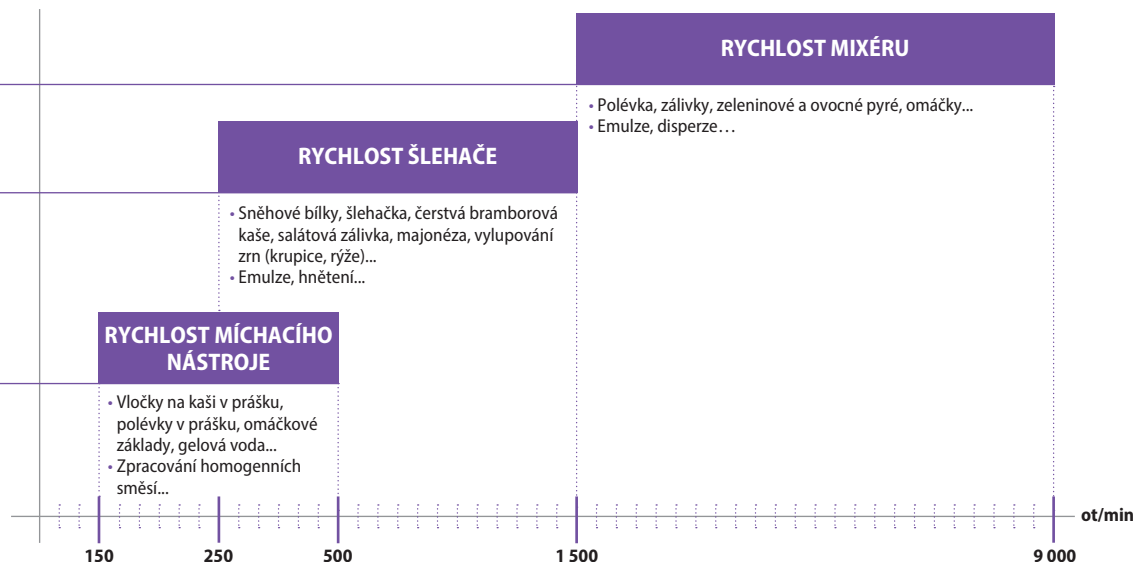 RYCHLOST MIXÉRU
• Polévka, zálivky, zeleninové a ovocné pyré, omáčky...
• Emulze, disperze…
RYCHLOST ŠLEHAČE
• Sněhové bílky, šlehačka, čerstvá bramborová
kaše, salátová zálivka, majonéza, vylupování
zrn (krupice, rýže)...
• Emulze, hnětení...
RYCHLOST MÍCHACÍHO
NÁSTROJE
• Vločky na kaši v prášku,
polévky v prášku, omáčkové
základy, gelová voda...
• Zpracování homogenních
směsí...
ot/min
150 250 500 1 500 9 000